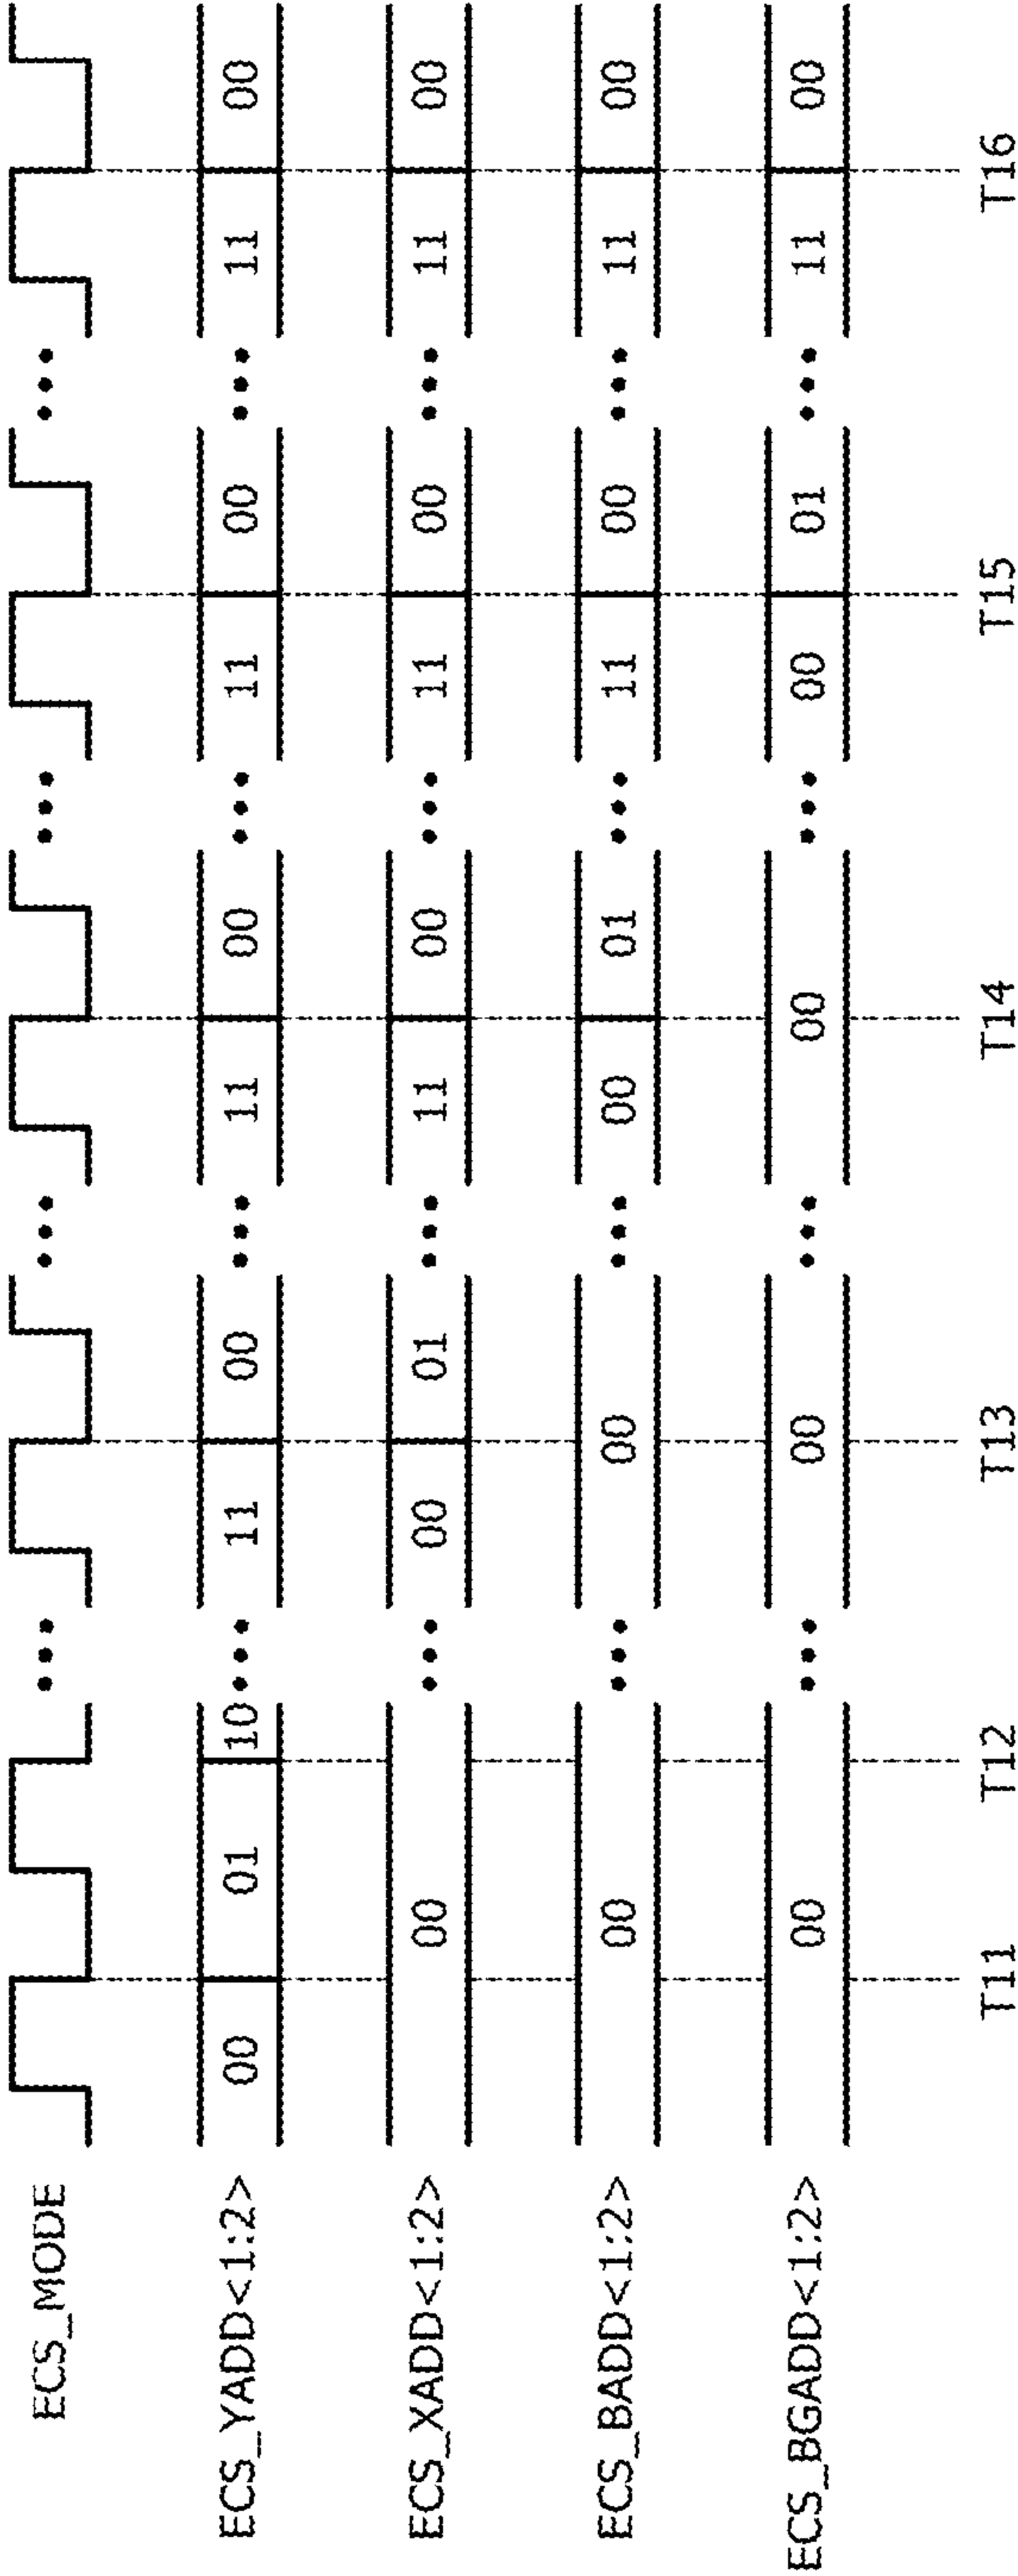 ECS_MODE ••• ••• ••• •••
ECS_YADD<1:2> 00 01 10 ••• 11 00 ••• 11 00 ••• 11 00 ••• 11 00
ECS_XADD<1:2> 00 ••• 00 01 ••• 11 00 ••• 11 00 ••• 11 00
ECS_BADD<1:2> 00 ••• 00 ••• 00 01 ••• 11 00 ••• 11 00
ECS_BGADD<1:2> 00 ••• 00 ••• 00 ••• 00 01 ••• 11 00
T11 T12 T13 T14 T15 T16